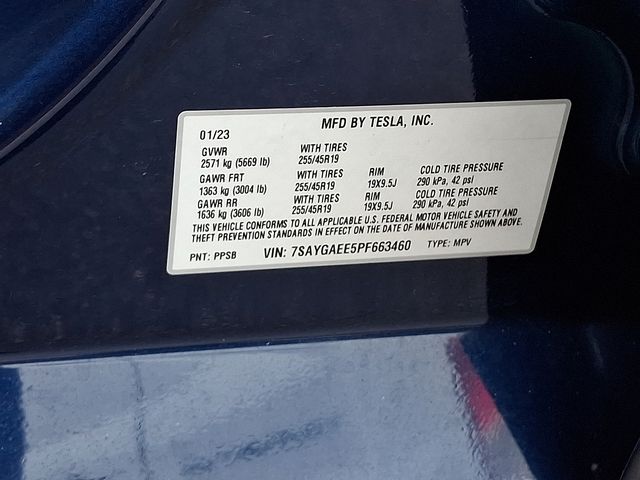 MFD BY TESLA, INC.
01/23
GVWR WITH TIRES
2571 kg (5669 lb) 255/45R19
GAWR FRT WITH TIRES RIM COLD TIRE PRESSURE
1363 kg (3004 lb) 255/45R19 19X9.5J 290 kPa, 42 psi
GAWR RR WITH TIRES RIM COLD TIRE PRESSURE
1636 kg (3606 lb) 255/45R19 19X9.5J 290 kPa, 42 psi
THIS VEHICLE CONFORMS TO ALL APPLICABLE U.S. FEDERAL MOTOR VEHICLE SAFETY AND
THEFT PREVENTION STANDARDS IN EFFECT ON THE DATE OF MANUFACTURE SHOWN ABOVE.
PNT: PPSB VIN: 7SAYGAEE5PF663460 TYPE: MPV